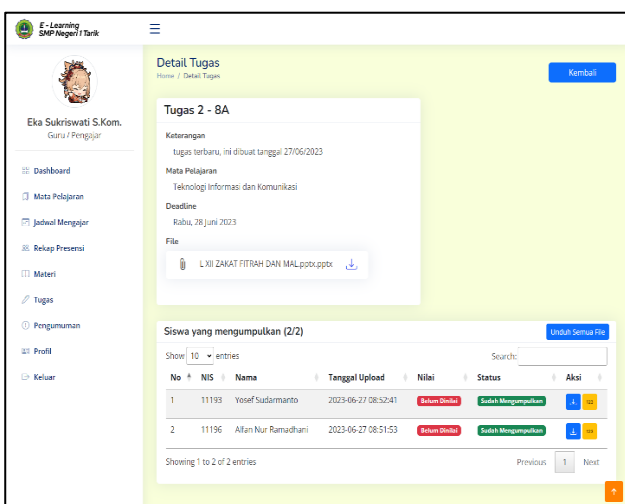 E - Learning
SMP Negeri 1 Tarik
Eka Sukriswati S.Kom.
Guru / Pengajar
Dashboard
Mata Pelajaran
Jadwal Mengajar
Rekap Presensi
Materi
Tugas
Pengumuman
Profil
Keluar
Detail Tugas
Home / Detail Tugas
Kembali
Tugas 2 - 8A
Keterangan
tugas terbaru, ini dibuat tanggal 27/06/2023
Mata Pelajaran
Teknologi Informasi dan Komunikasi
Deadline
Rabu, 28 Juni 2023
File
L XII ZAKAT FITRAH DAN MAL.pptx.pptx
Siswa yang mengumpulkan (2/2)
Unduh Semua File
Show 10 entries
Search:
No NIS Nama Tanggal Upload Nilai Status Aksi
1 11193 Yosef Sudarmanto 2023-06-27 08:52:41 Belum Dinilai Sudah Mengumpulkan
2 11196 Alfan Nur Ramadhani 2023-06-27 08:51:53 Belum Dinilai Sudah Mengumpulkan
Showing 1 to 2 of 2 entries
Previous 1 Next